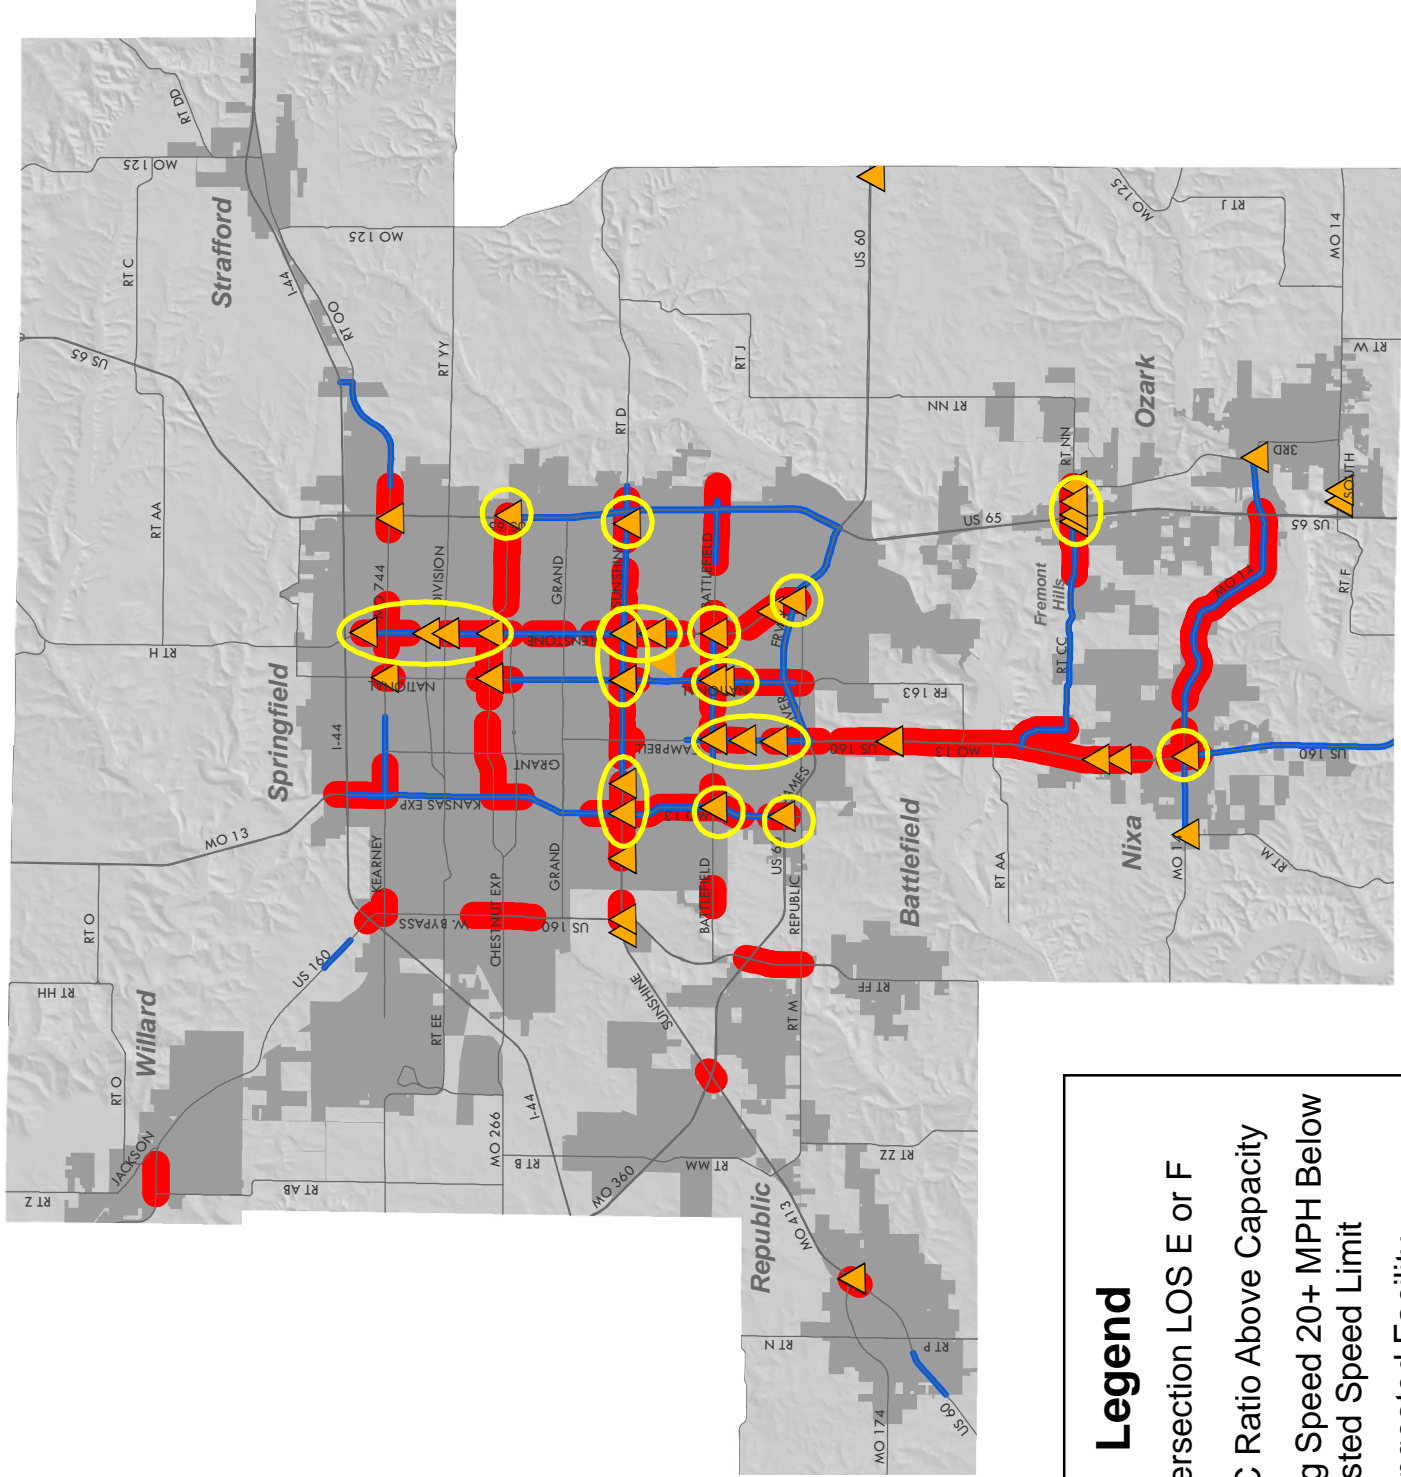 RT DD
MO 125
RT C
Strafford
MO 125
I-44
RT OO
RT YY
US 65
RT AA
RT H
Springfield
I-44
MO 13
RT O
RT HH
Willard
RT O
JACKSON
RT Z
RT AB
US 160
KEARNEY
W. BYPASS
CHESTNUT EXP
US 160
RT EE
MO 266
I-44
RT B
MO 360
RT MM
KANSAS EXP
GRANT
NATIONAL
DIVISION
GRAND
GRAND
US 65
RT D
RT J
US 60
MO 125
RT J
MO 14
RT W
RT NN
RT NN
Ozark
3RD
SOUTH
US 65
US 65
RT F
MO 14
Fremont
Hills
RT CC
FR 163
NATIONAL
BATTLEFIELD
BATTLEFIELD
REPUBLIC
US 160
MO 13
US 160
Nixa
MO 14
RT M
RT AA
Battlefield
RT FF
RT M
SUNSHINE
RT ZZ
Republic
MO 413
RT N
RT P
MO 174
US 60
Legend
LOS E or F
Ratio Above Capacity
Speed 20+ MPH Below
Speed Limit